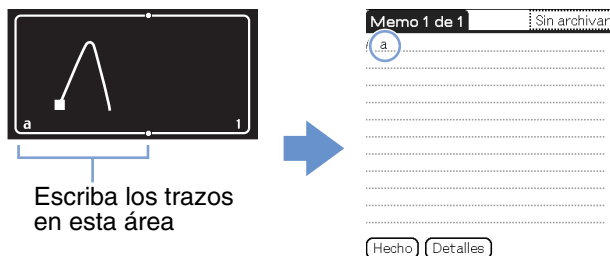 a 1
Escriba los trazos
en esta área
Memo 1 de 1 Sin archivar
a
Hecho Detalles